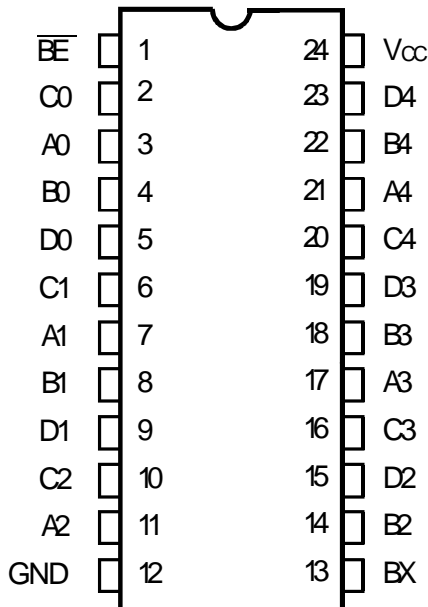 B̅E̅ 1 24 Vcc
C0 2 23 D4
A0 3 22 B4
B0 4 21 A4
D0 5 20 C4
C1 6 19 D3
A1 7 18 B3
B1 8 17 A3
D1 9 16 C3
C2 10 15 D2
A2 11 14 B2
GND 12 13 BX